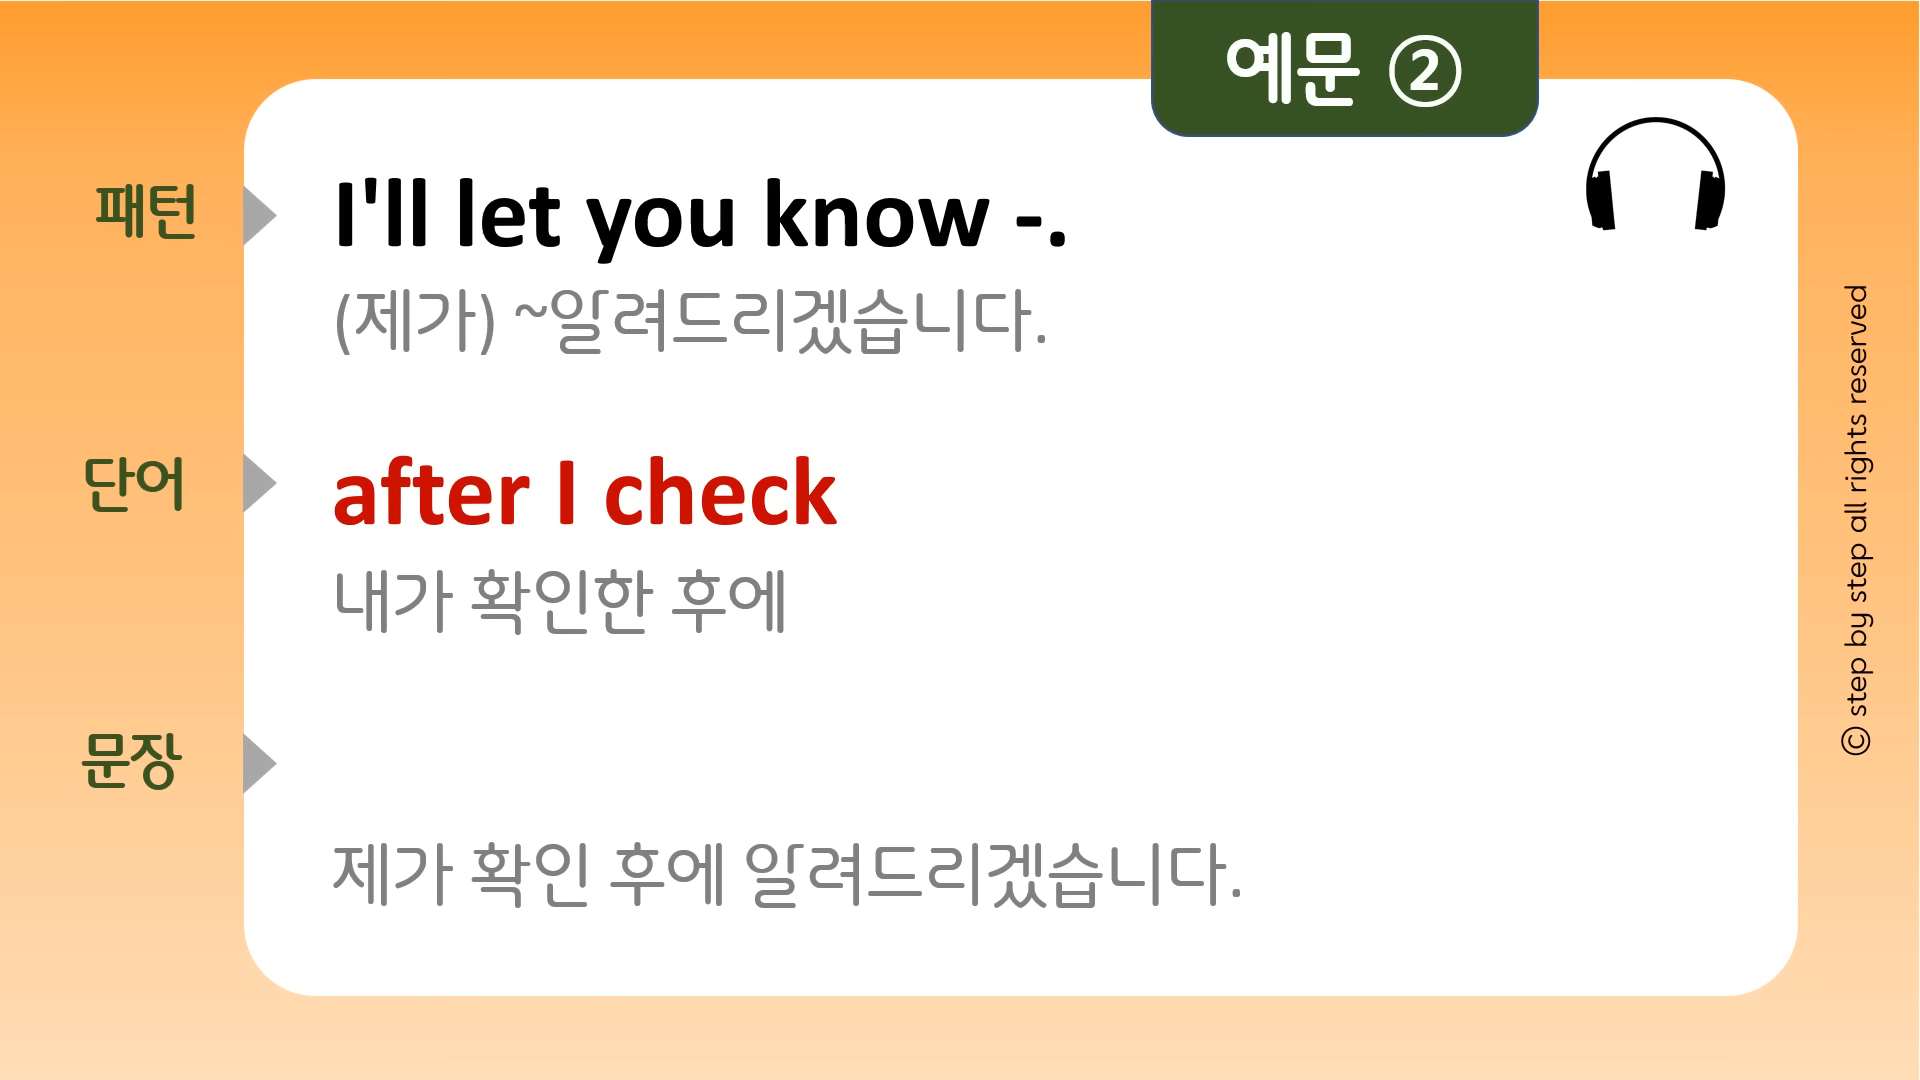 예문 ②
패턴
I'll let you know -.
(제가) ~알려드리겠습니다.
단어
after I check
내가 확인한 후에
문장
제가 확인 후에 알려드리겠습니다.
ⓒ step by step all rights reserved